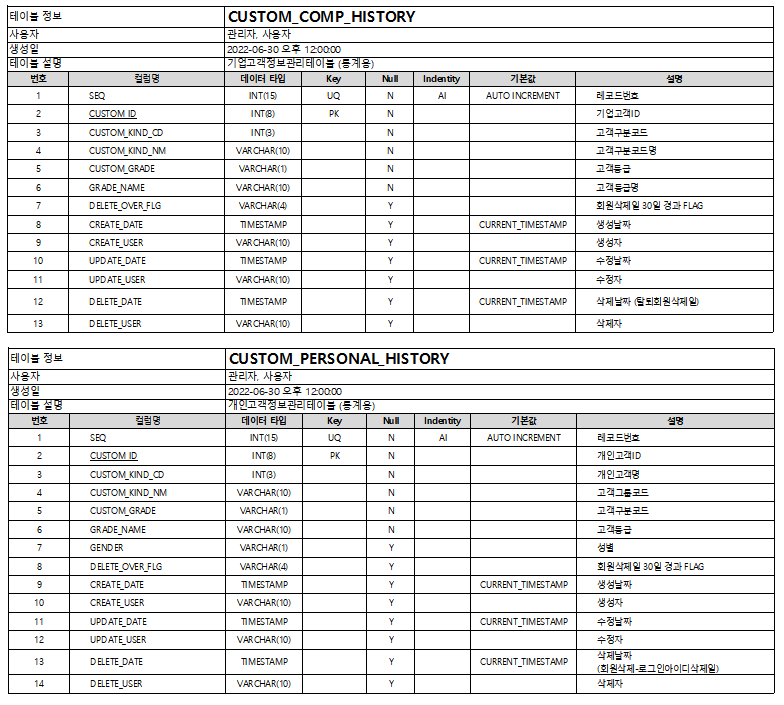 테이블 정보 CUSTOM_COMP_HISTORY
사용자 관리자, 사용자
생성일 2022-06-30 오후 12:00:00
테이블 설명 기업고객정보관리테이블 (통계용)
번호 컬럼명 데이터 타입 Key Null Indentity 기본값 설명
1 SEQ INT(15) UQ N AI AUTO INCREMENT 레코드번호
2 CUSTOM_ID INT(8) PK N 기업고객ID
3 CUSTOM_KIND_CD INT(3) N 고객구분코드
4 CUSTOM_KIND_NM VARCHAR(10) N 고객구분코드명
5 CUSTOM_GRADE VARCHAR(1) N 고객등급
6 GRADE_NAME VARCHAR(10) N 고객등급명
7 DELETE_OVER_FLG VARCHAR(4) Y 회원삭제일 30일 경과 FLAG
8 CREATE_DATE TIMESTAMP Y CURRENT_TIMESTAMP 생성날짜
9 CREATE_USER VARCHAR(10) Y 생성자
10 UPDATE_DATE TIMESTAMP Y CURRENT_TIMESTAMP 수정날짜
11 UPDATE_USER VARCHAR(10) Y 수정자
12 DELETE_DATE TIMESTAMP Y CURRENT_TIMESTAMP 삭제날짜 (탈퇴회원삭제일)
13 DELETE_USER VARCHAR(10) Y 삭제자
테이블 정보 CUSTOM_PERSONAL_HISTORY
사용자 관리자, 사용자
생성일 2022-06-30 오후 12:00:00
테이블 설명 개인고객정보관리테이블 (통계용)
번호 컬럼명 데이터 타입 Key Null Indentity 기본값 설명
1 SEQ INT(15) UQ N AI AUTO INCREMENT 레코드번호
2 CUSTOM_ID INT(8) PK N 개인고객ID
3 CUSTOM_KIND_CD INT(3) N 개인고객명
4 CUSTOM_KIND_NM VARCHAR(10) N 고객그룹코드
5 CUSTOM_GRADE VARCHAR(1) N 고객구분코드
6 GRADE_NAME VARCHAR(10) N 고객등급
7 GENDER VARCHAR(1) Y 성별
8 DELETE_OVER_FLG VARCHAR(4) Y 회원삭제일 30일 경과 FLAG
9 CREATE_DATE TIMESTAMP Y CURRENT_TIMESTAMP 생성날짜
10 CREATE_USER VARCHAR(10) Y 생성자
11 UPDATE_DATE TIMESTAMP Y CURRENT_TIMESTAMP 수정날짜
12 UPDATE_USER VARCHAR(10) Y 수정자
13 DELETE_DATE TIMESTAMP Y CURRENT_TIMESTAMP 삭제날짜
(회원삭제-로그인아이디삭제일)
14 DELETE_USER VARCHAR(10) Y 삭제자